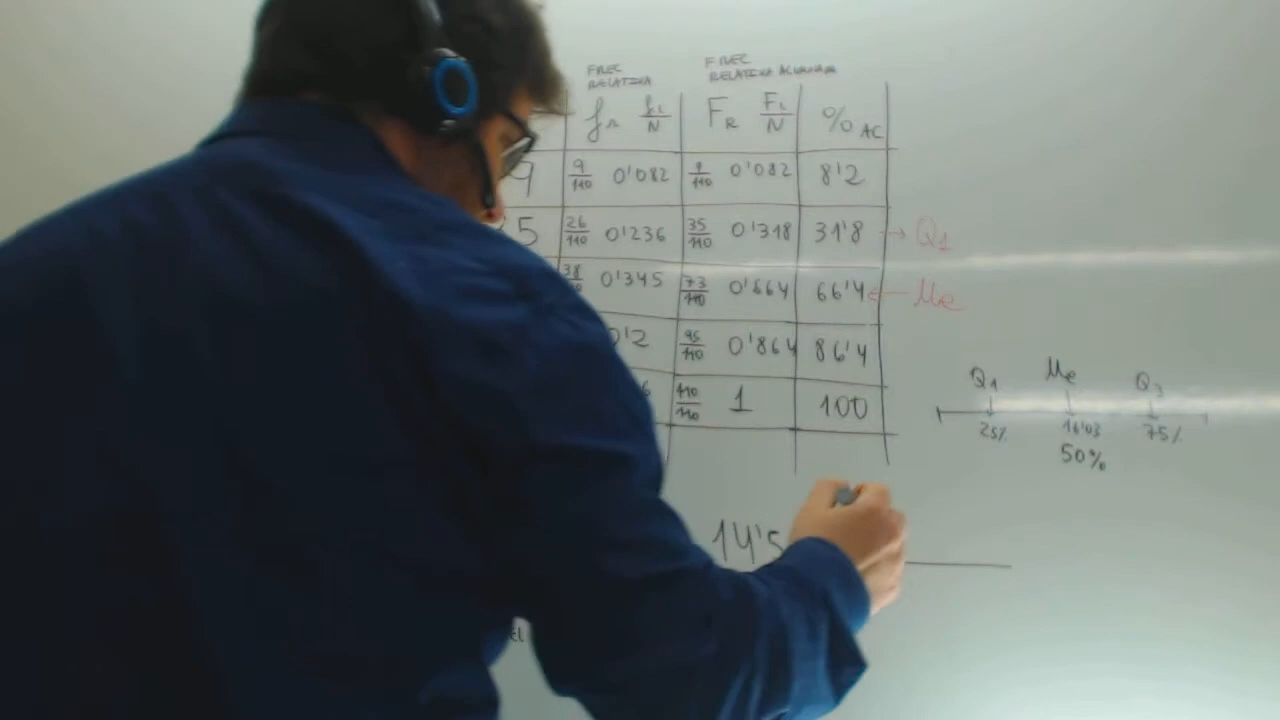 FREC RELATIVA
FREC RELATIVA ACUMULADA
fi/N
F_R Fi/N
% AC
9 9/110 0'082 9/110 0'082 8'2
5 26/110 0'236 35/110 0'318 31'8 → Q1
38 0'345 73/110 0'664 66'4 ← Me
0'2 95/110 0'864 86'4
6 110/110 1 100
Q1 Me Q3
25% 16'03 75%
50%
14'5